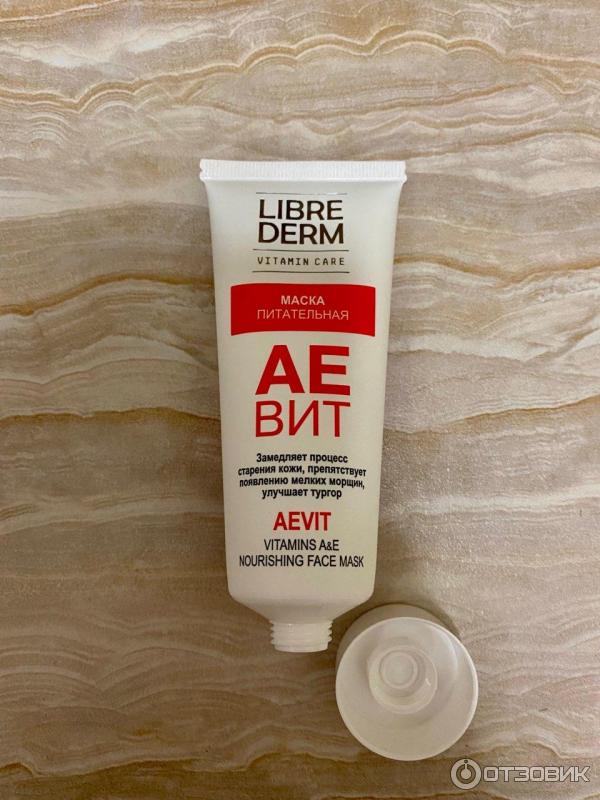 LIBRE
DERM
VITAMIN CARE
МАСКА
ПИТАТЕЛЬНАЯ
АЕ
ВИТ
Замедляет процесс
старения кожи, препятствует
появлению мелких морщин,
улучшает тургор
AEVIT
VITAMINS A&E
NOURISHING FACE MASK
ОТЗОВИК